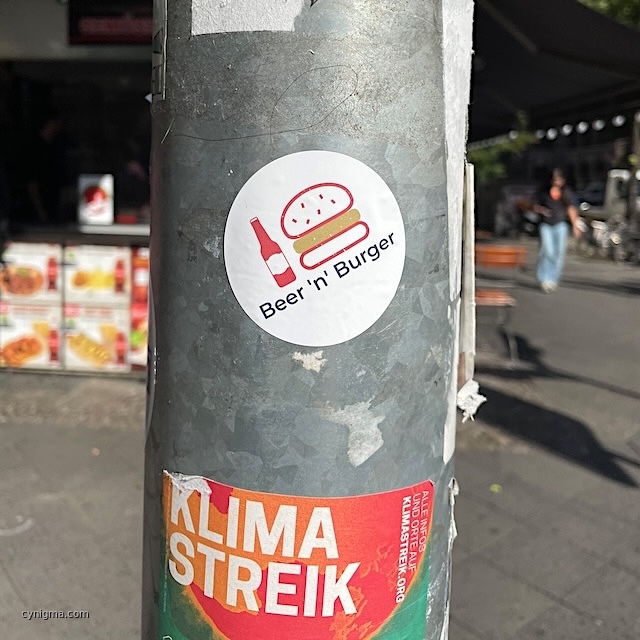 Beer 'n' Burger
KLIMA
STREIK
ALLE INFOS
UND ORTE AUF
KLIMASTREIK.ORG
cynigma.com